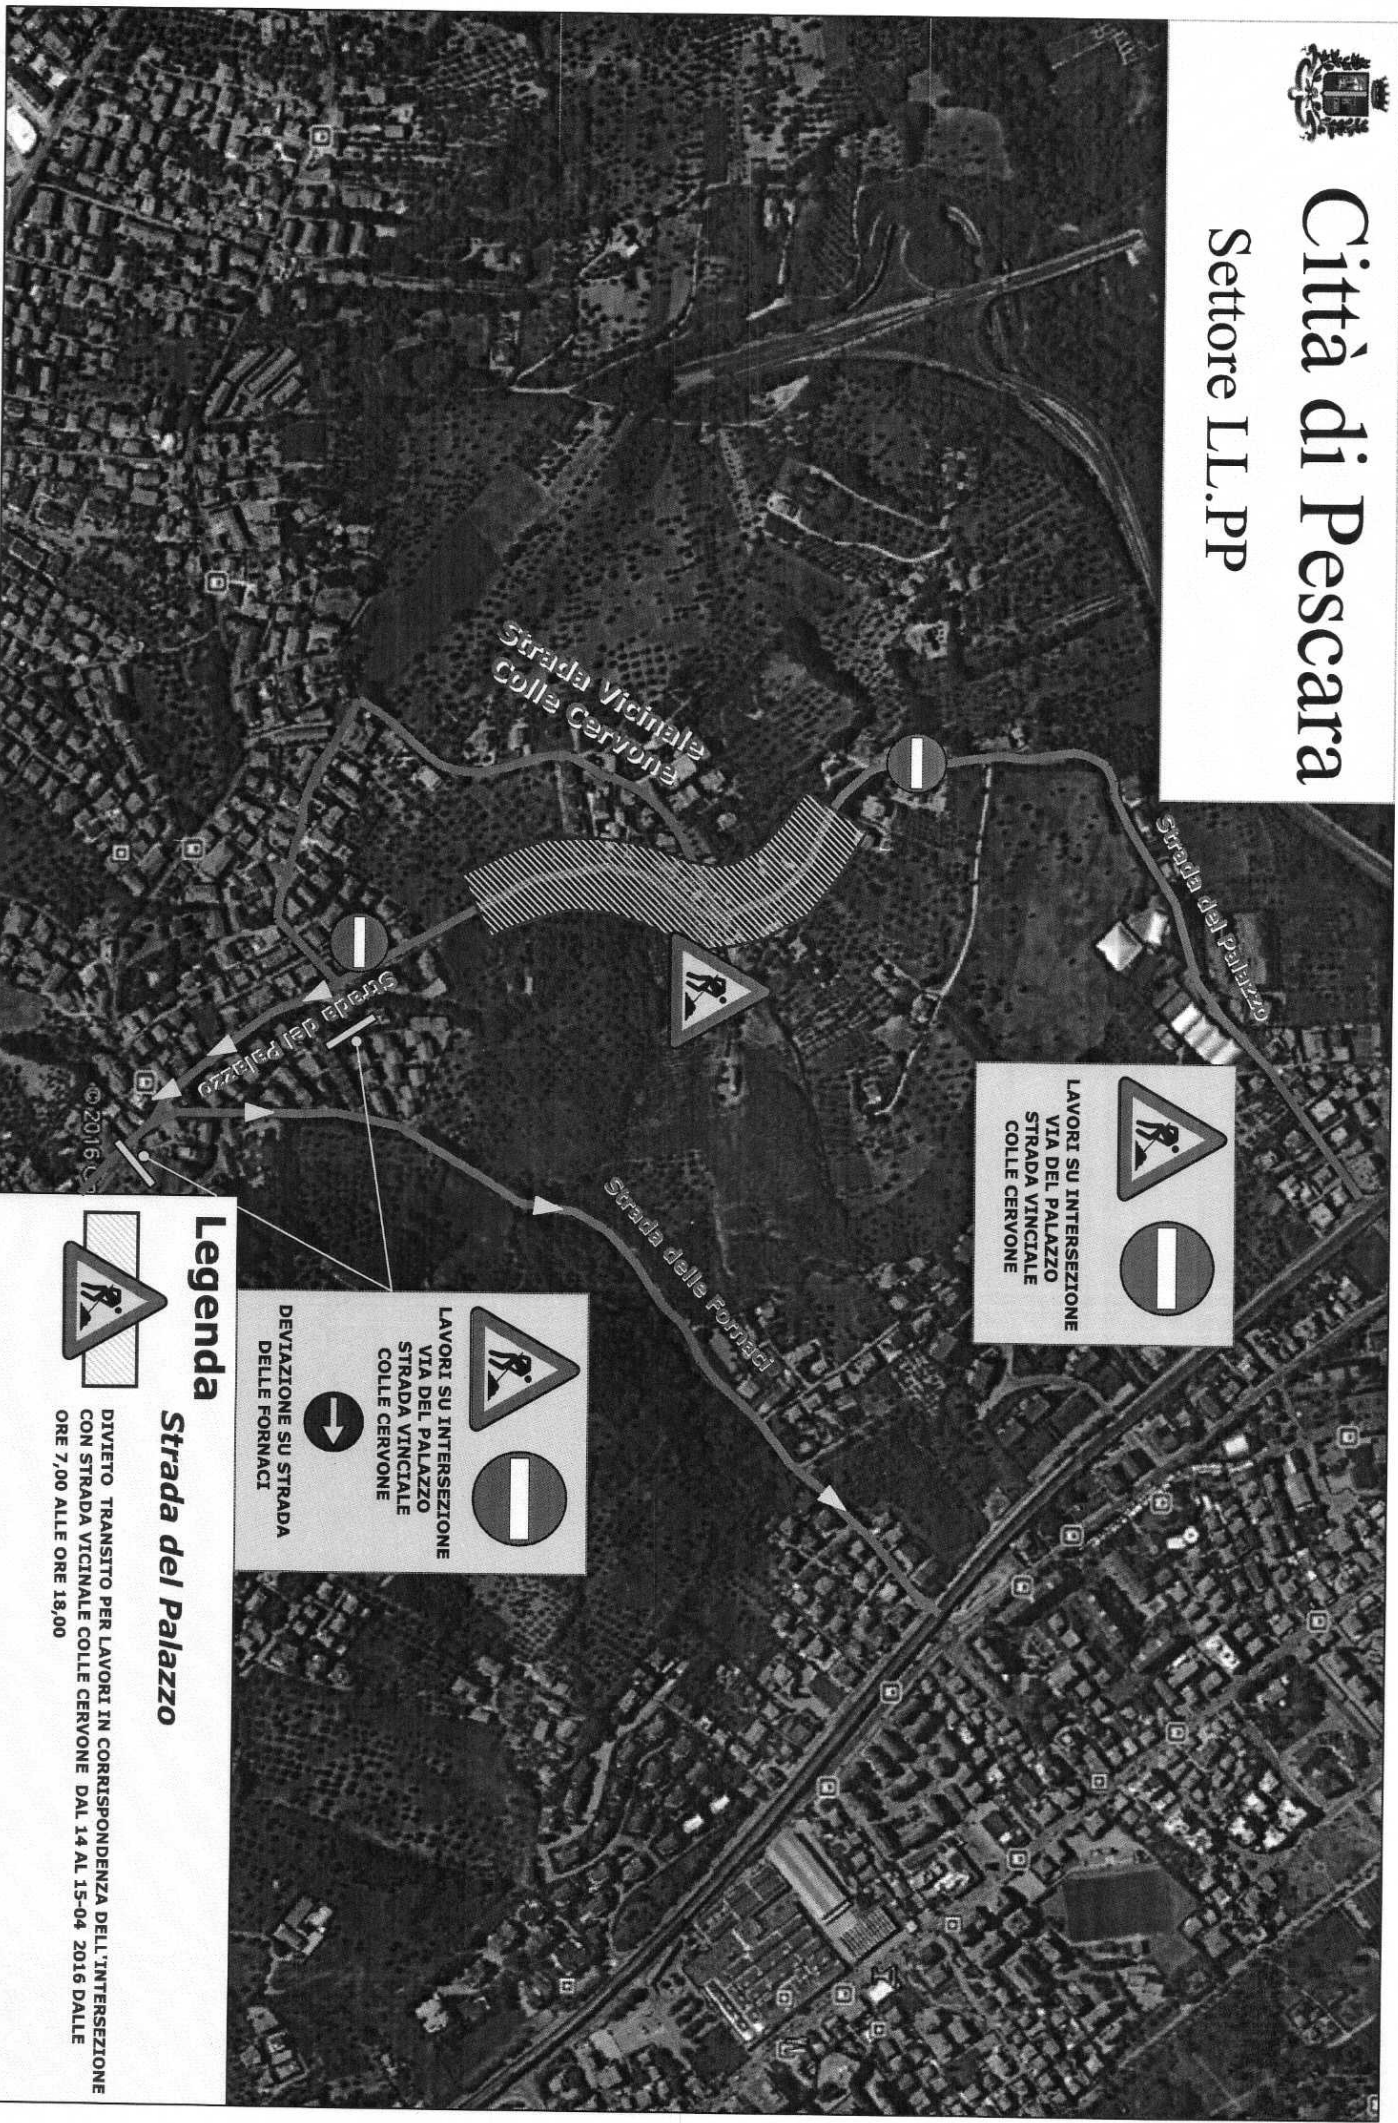 Città di Pescara
Settore LL.PP
Strada del Palazzo
Strada Vicinale
Colle Cervone
LAVORI SU INTERSEZIONE
VIA DEL PALAZZO
STRADA VINCIALE
COLLE CERVONE
Strada del Palazzo
Strada delle Fornaci
LAVORI SU INTERSEZIONE
VIA DEL PALAZZO
STRADA VINCIALE
COLLE CERVONE
DEVIAZIONE SU STRADA
DELLE FORNACI
© 2016
Legenda
Strada del Palazzo
DIVIETO TRANSITO PER LAVORI IN CORRISPONDENZA DELL'INTERSEZIONE
CON STRADA VICINALE COLLE CERVONE DAL 14 AL 15-04 2016 DALLE
ORE 7,00 ALLE ORE 18,00